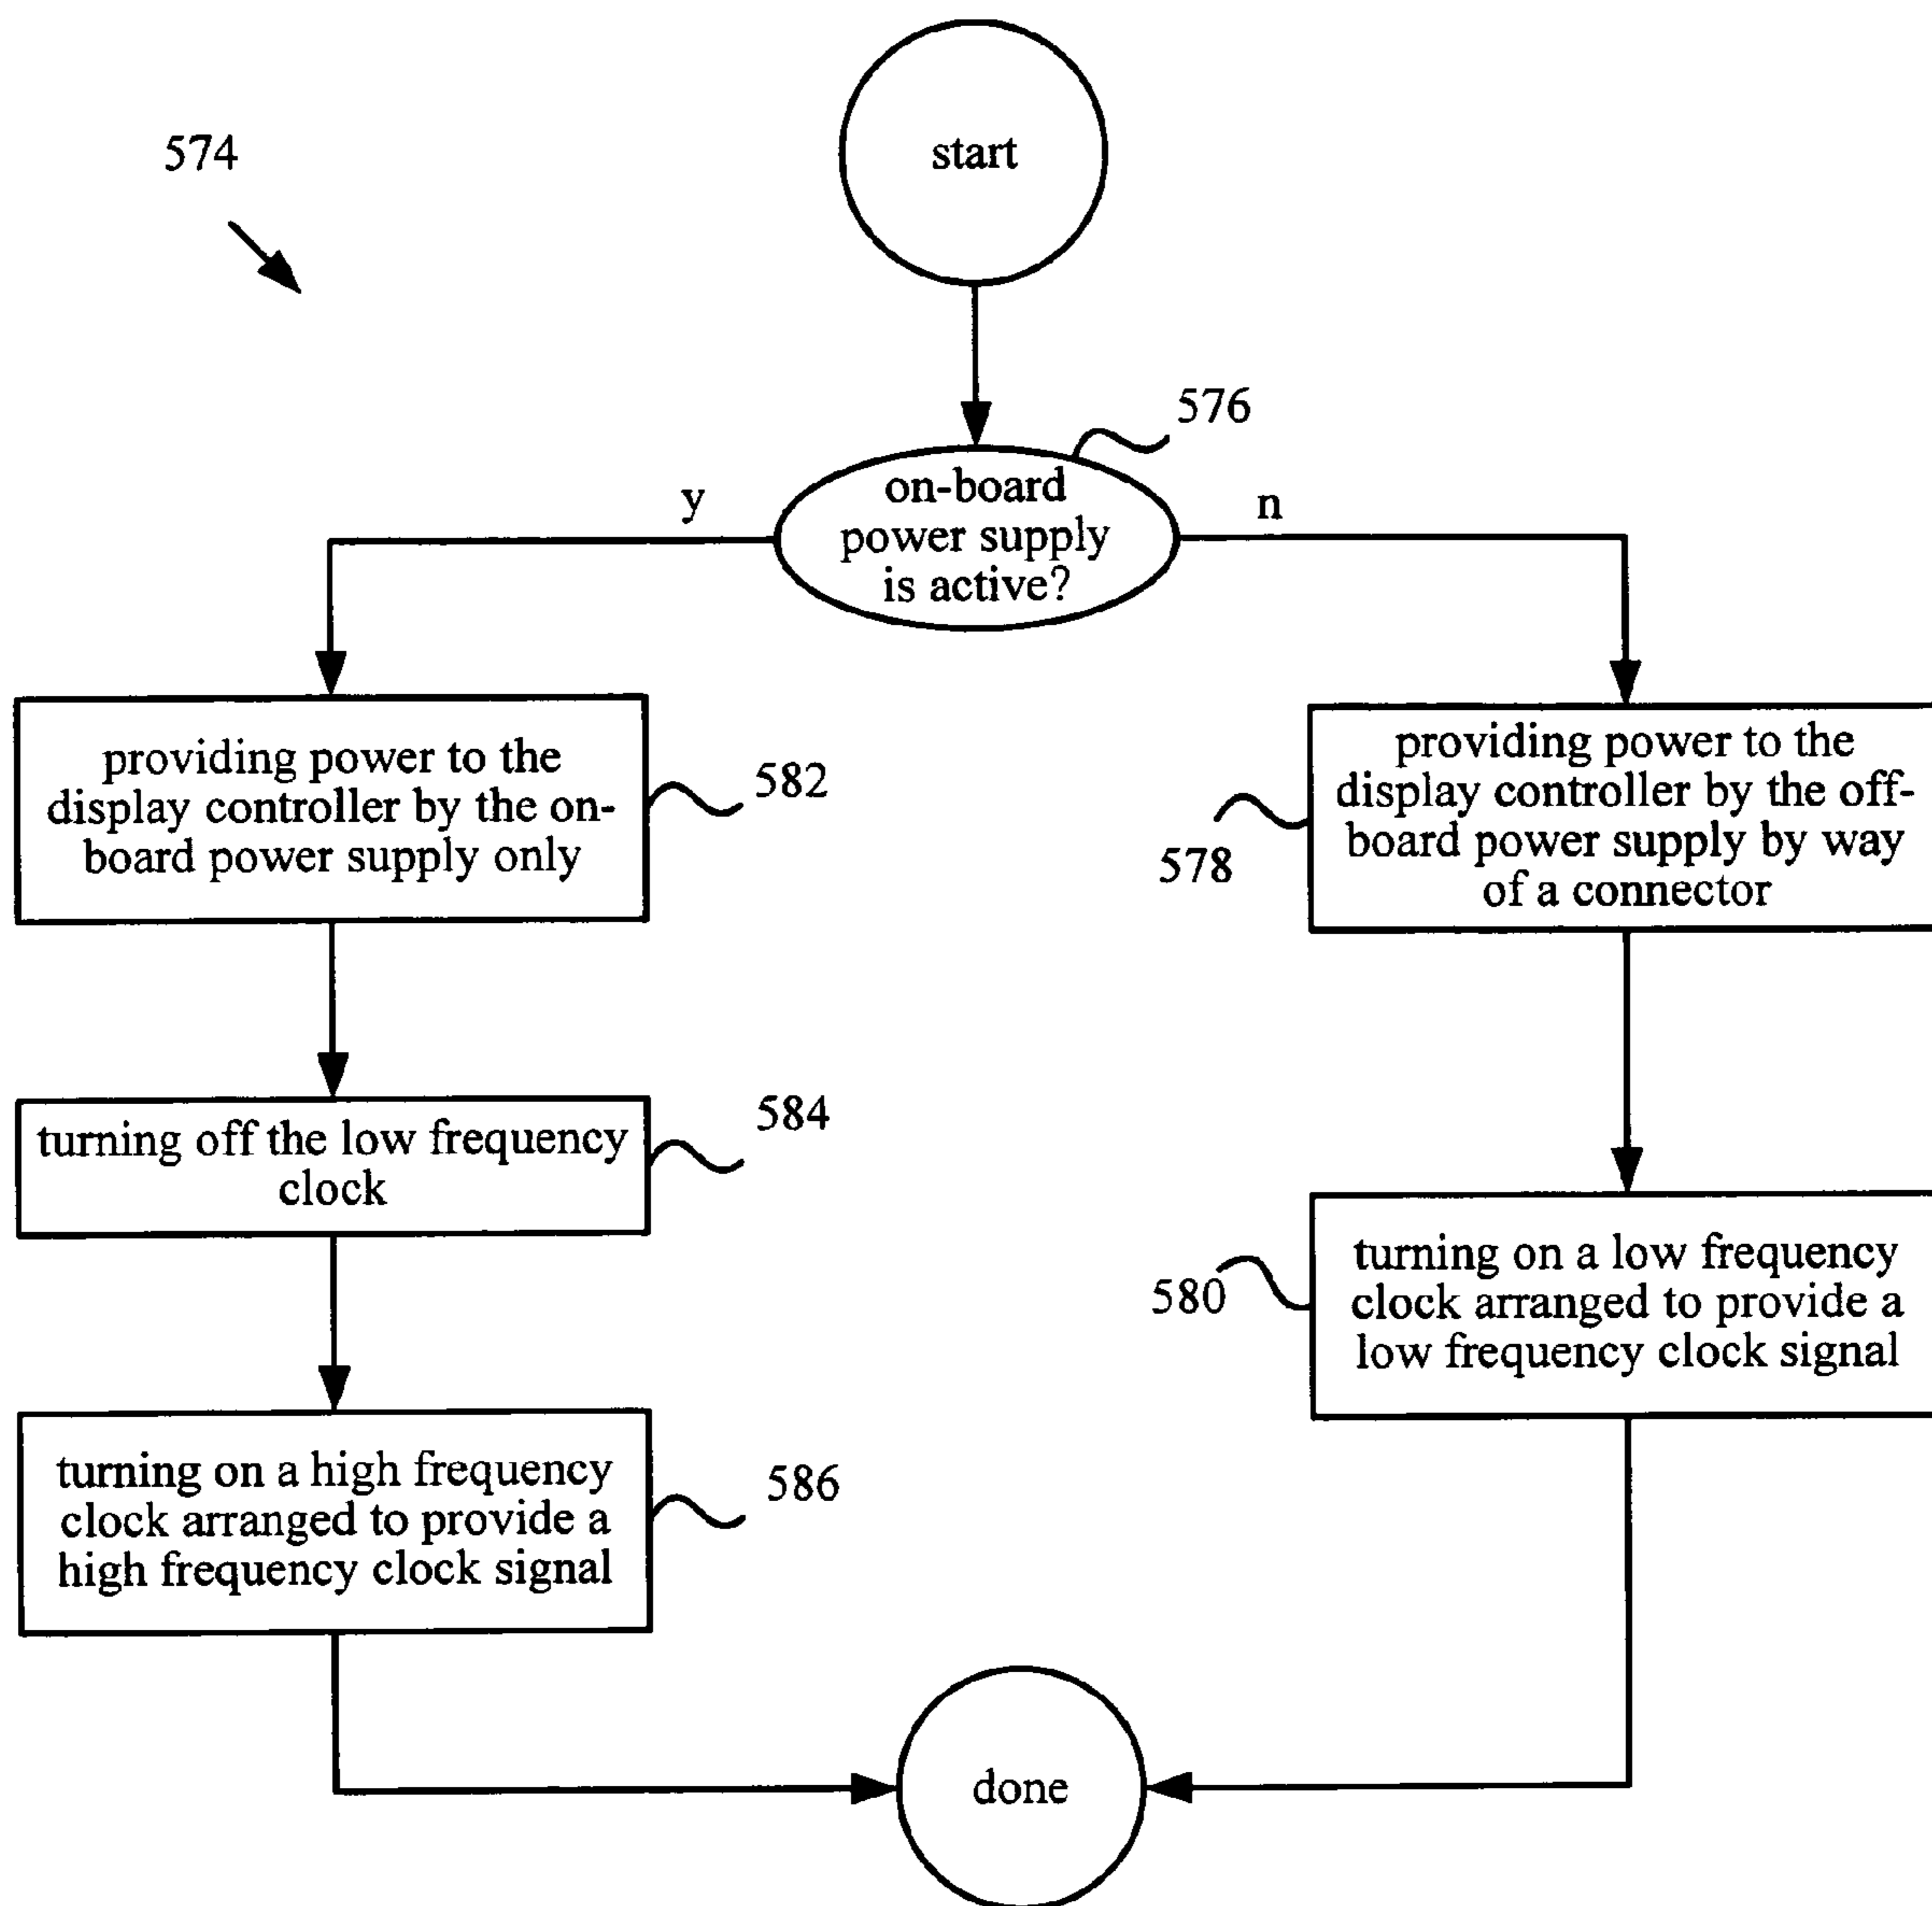 574
start
576
on-board
power supply
is active?
y
n
providing power to the
display controller by the on-
board power supply only
582
providing power to the
display controller by the off-
board power supply by way
of a connector
578
turning off the low frequency
clock
584
turning on a low frequency
clock arranged to provide a
low frequency clock signal
580
turning on a high frequency
clock arranged to provide a
high frequency clock signal
586
done